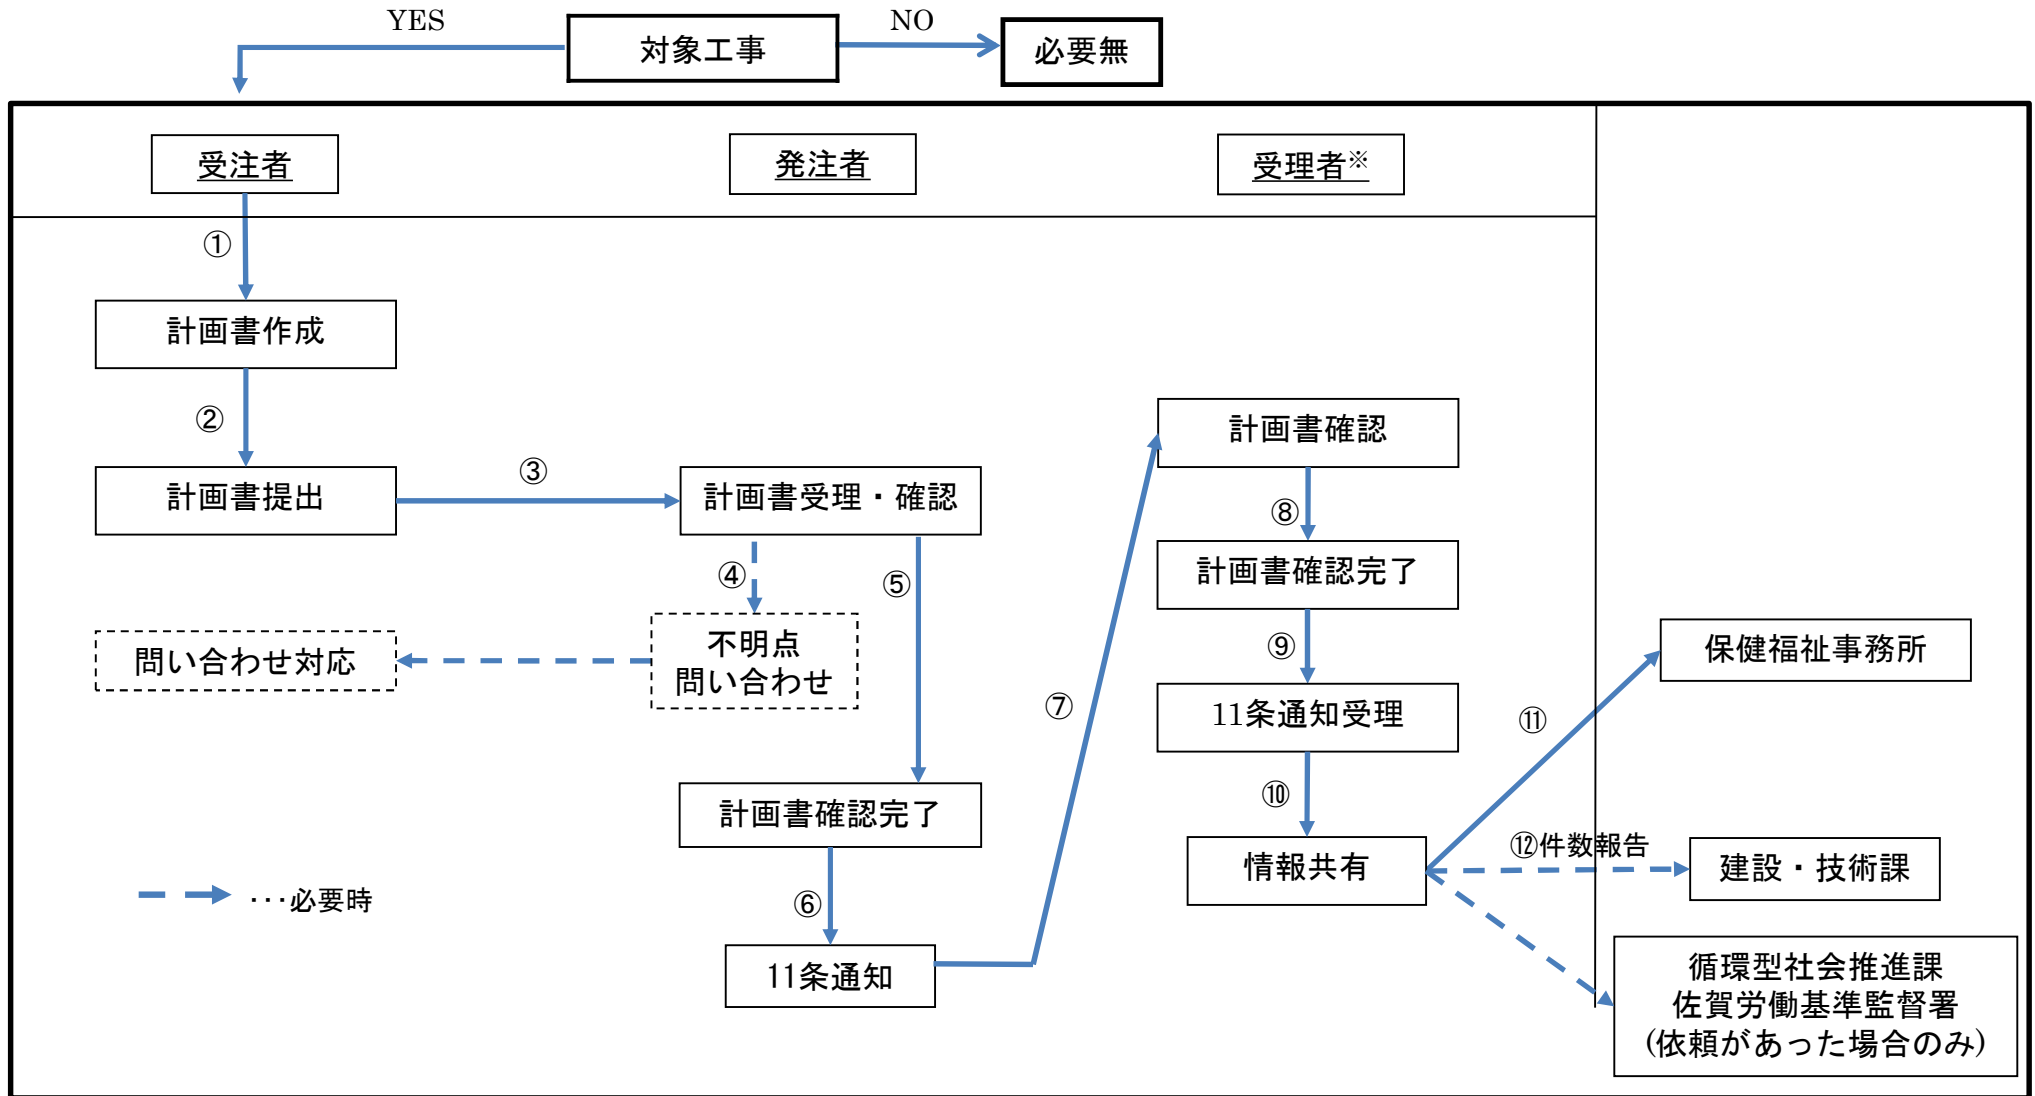 YES
対象工事
NO
必要無
受注者
発注者
受理者※
①
計画書作成
②
計画書提出
③
計画書受理・確認
④
⑤
不明点
問い合わせ
問い合わせ対応
計画書確認完了
⑥
11条通知
⑦
計画書確認
⑧
計画書確認完了
⑨
11条通知受理
⑩
情報共有
⑪
保健福祉事務所
⑫件数報告
建設・技術課
循環型社会推進課
佐賀労働基準監督署
(依頼があった場合のみ)
・・・必要時